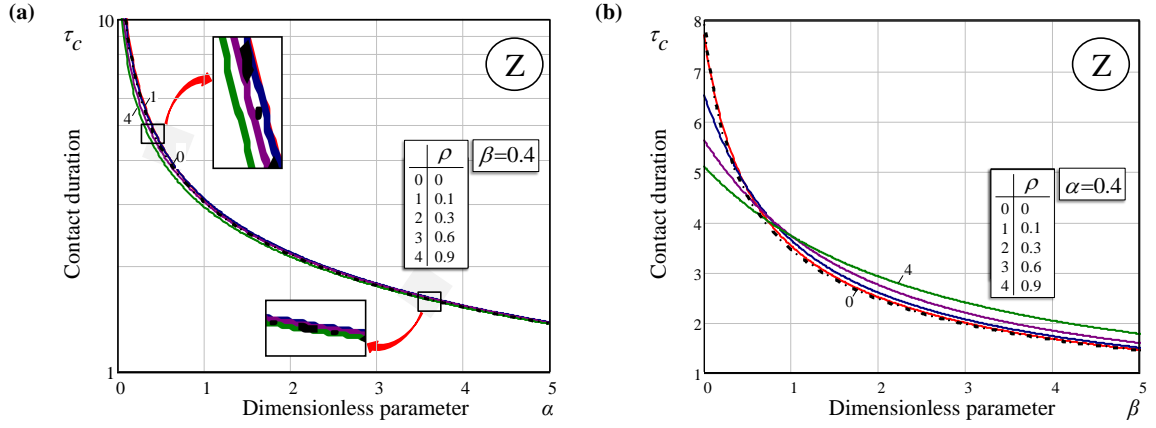 (a)
10
τc
Z
Contact duration
1
4
0
ρ
0 0
1 0.1
2 0.3
3 0.6
4 0.9
β=0.4
1
0 1 2 3 4 5
Dimensionless parameter α
(b)
8
τc
7
6
5
4
3
2
1
Z
Contact duration
ρ
0 0
1 0.1
2 0.3
3 0.6
4 0.9
α=0.4
4
0
0 1 2 3 4 5
Dimensionless parameter β